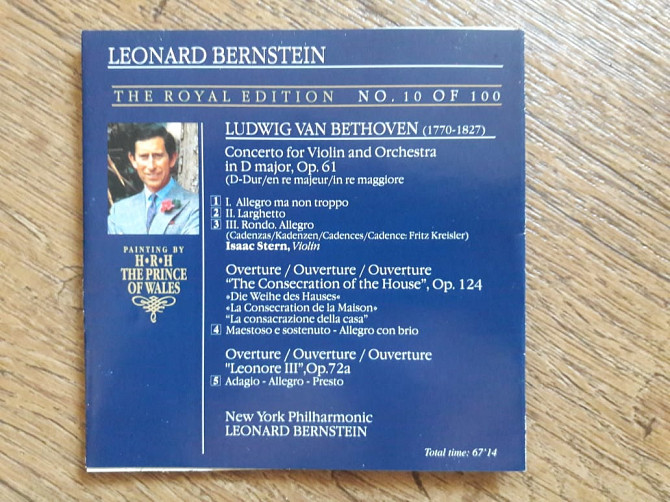 LEONARD BERNSTEIN
THE ROYAL EDITION NO. 10 OF 100
LUDWIG VAN BETHOVEN (1770-1827)
Concerto for Violin and Orchestra
in D major, Op. 61
(D-Dur/en re majeur/in re maggiore
1 I. Allegro ma non troppo
2 II. Larghetto
3 III. Rondo. Allegro
(Cadenzas/Kadenzen/Cadences/Cadence: Fritz Kreisler)
Isaac Stern, Violin
PAINTING BY
H•R•H
THE PRINCE
OF WALES
Overture / Ouverture / Ouverture
“The Consecration of the House”, Op. 124
»Die Weihe des Hauses«
«La Consecration de la Maison»
“La consacrazione della casa”
4 Maestoso e sostenuto - Allegro con brio
Overture / Ouverture / Ouverture
"Leonore III”,Op.72a
5 Adagio - Allegro - Presto
New York Philharmonic
LEONARD BERNSTEIN
Total time: 67'14